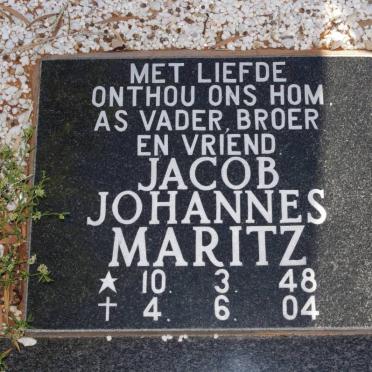 MET LIEFDE
ONTHOU ONS HOM
AS VADER, BROER
EN VRIEND.
JACOB
JOHANNES
MARITZ
★ 10. 3. 48
✝ 4. 6. 04